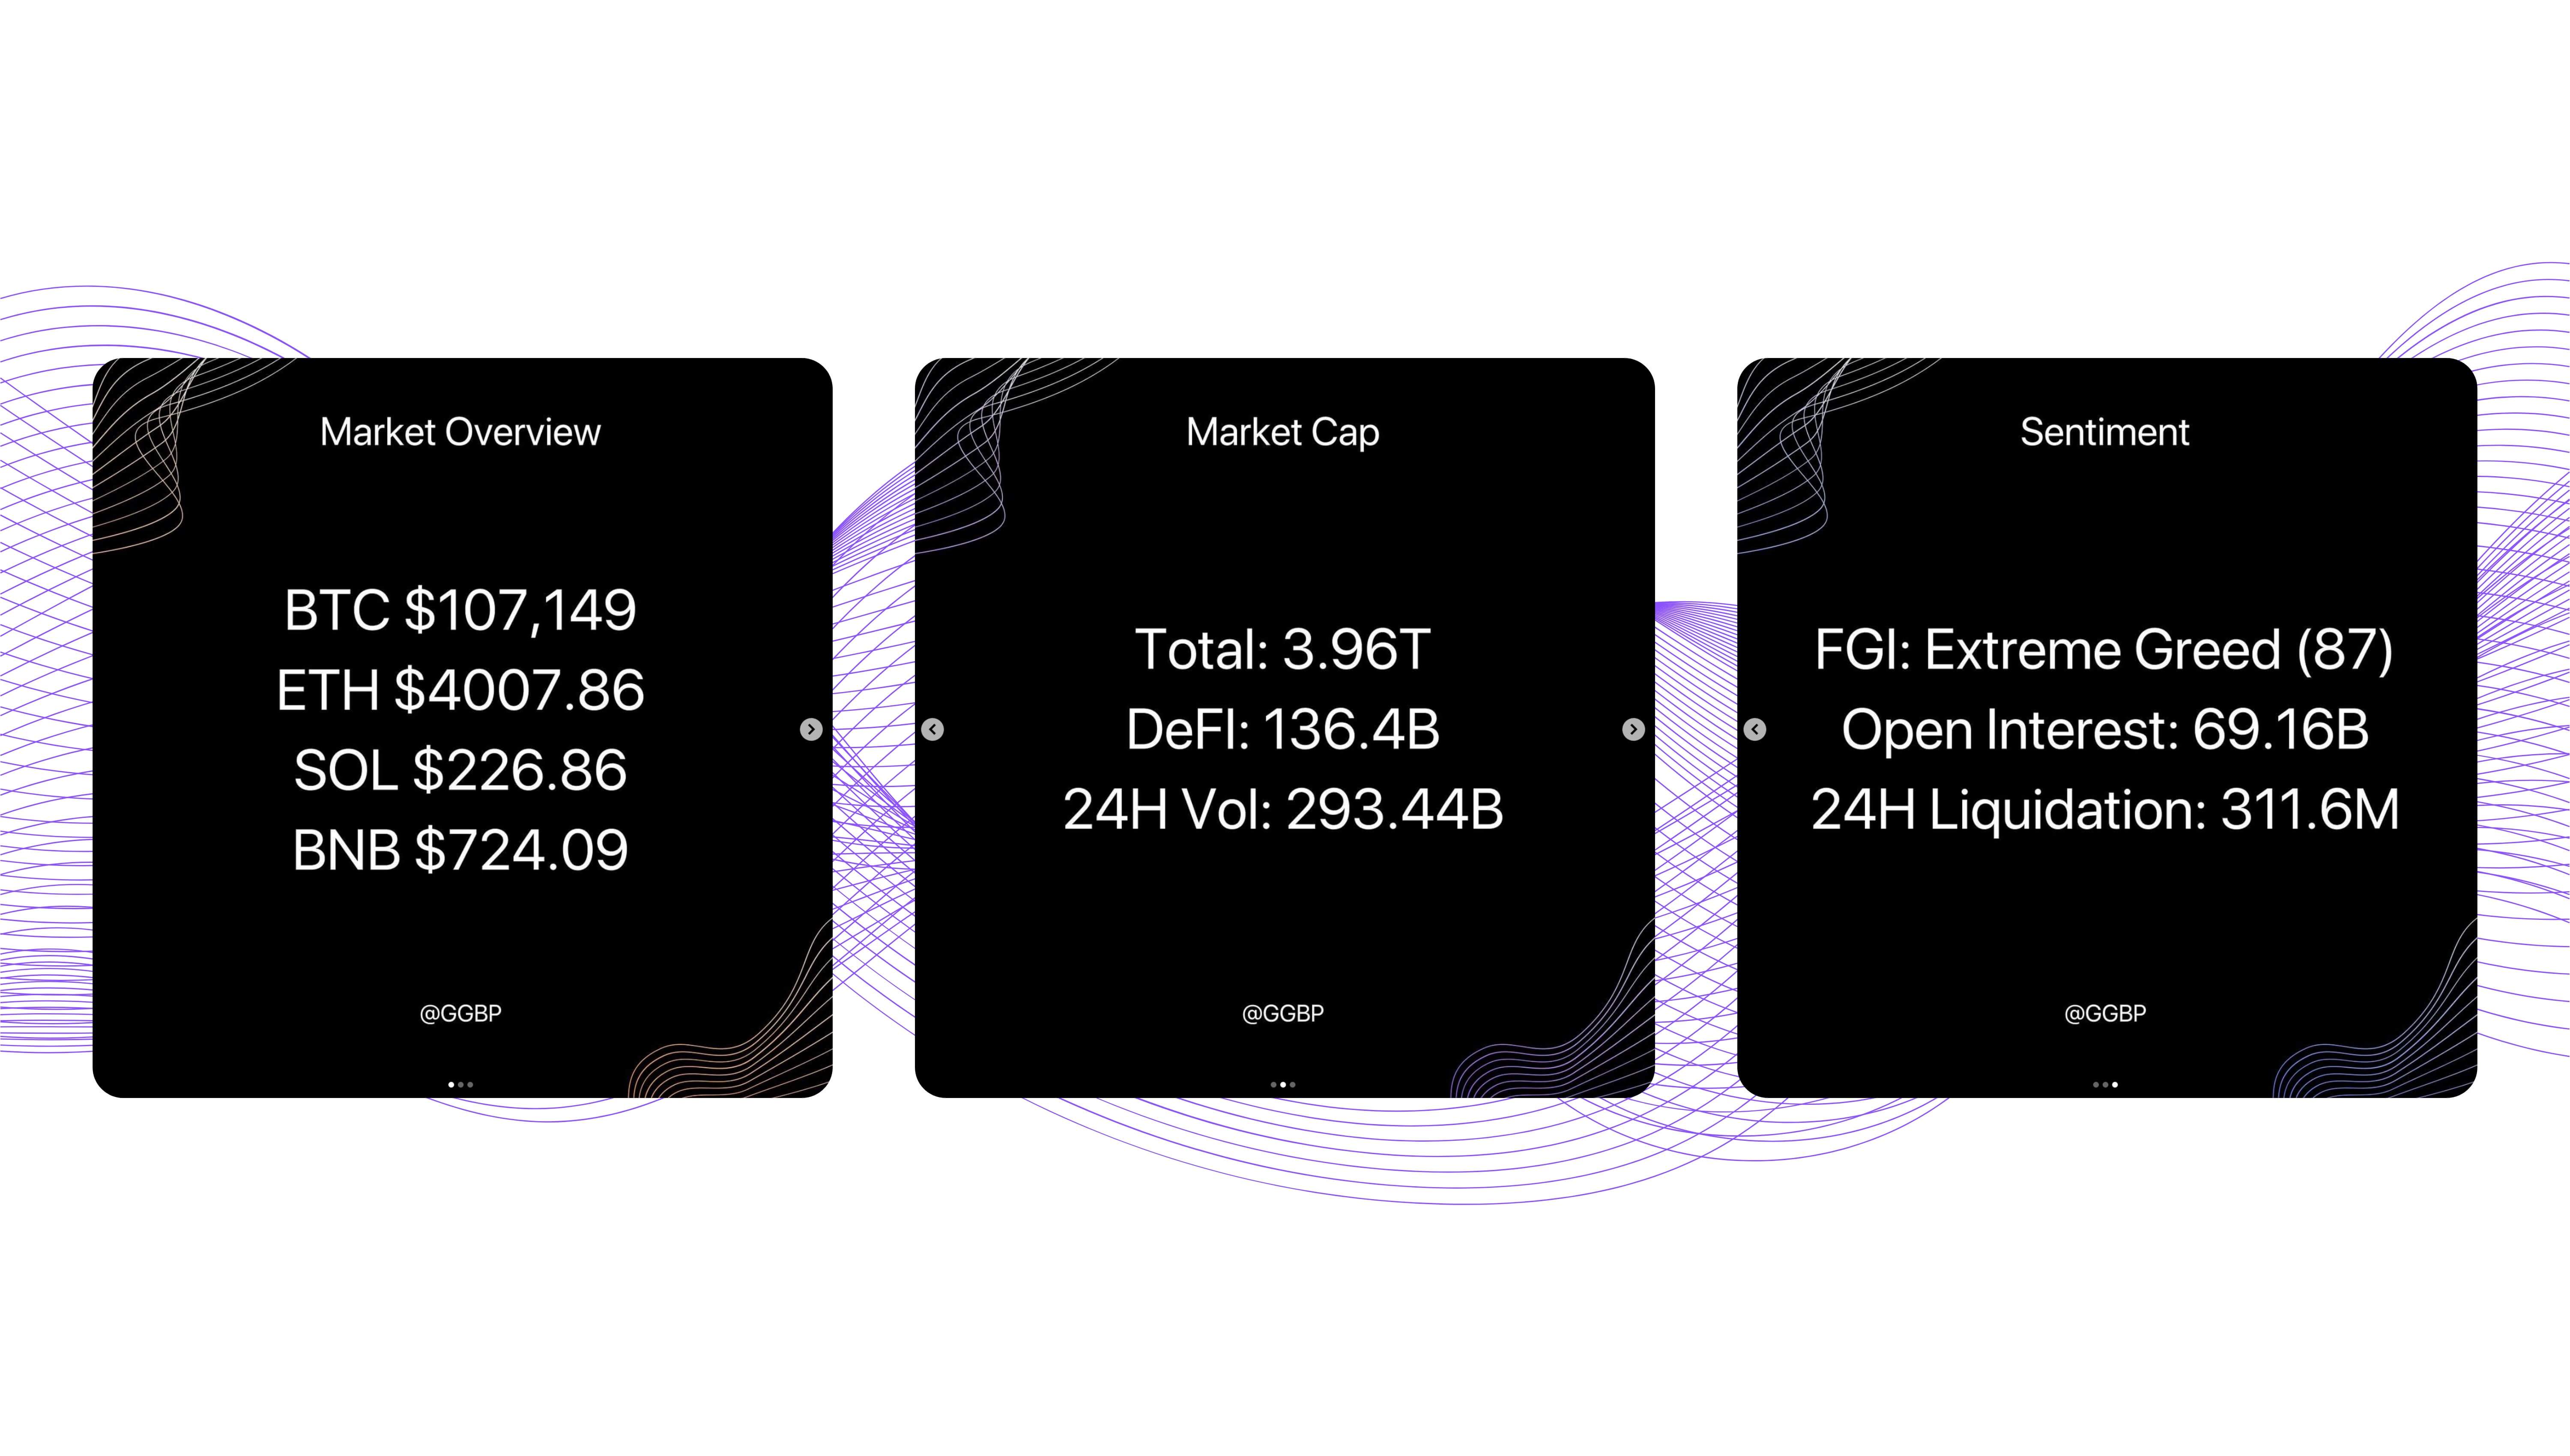 Market Overview
BTC $107,149
ETH $4007.86
SOL $226.86
BNB $724.09
@GGBP
Market Cap
Total: 3.96T
DeFI: 136.4B
24H Vol: 293.44B
@GGBP
Sentiment
FGI: Extreme Greed (87)
Open Interest: 69.16B
24H Liquidation: 311.6M
@GGBP